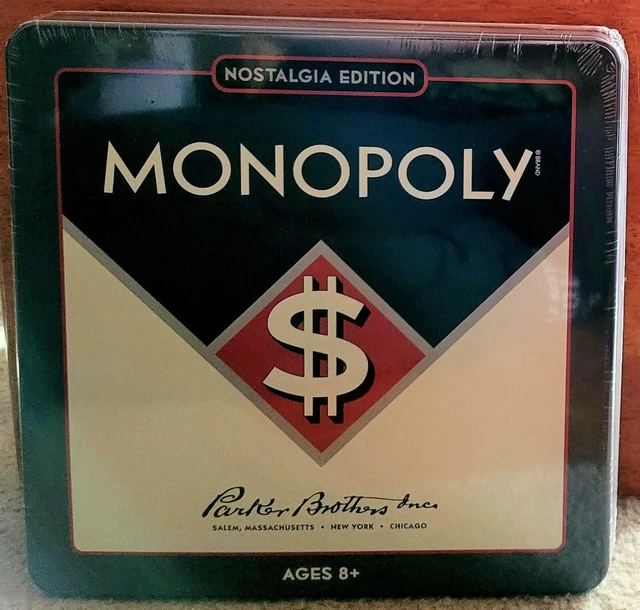 NOSTALGIA EDITION
MONOPOLY
® BRAND
$
Parker Brothers Inc.
SALEM, MASSACHUSETTS • NEW YORK • CHICAGO
AGES 8+